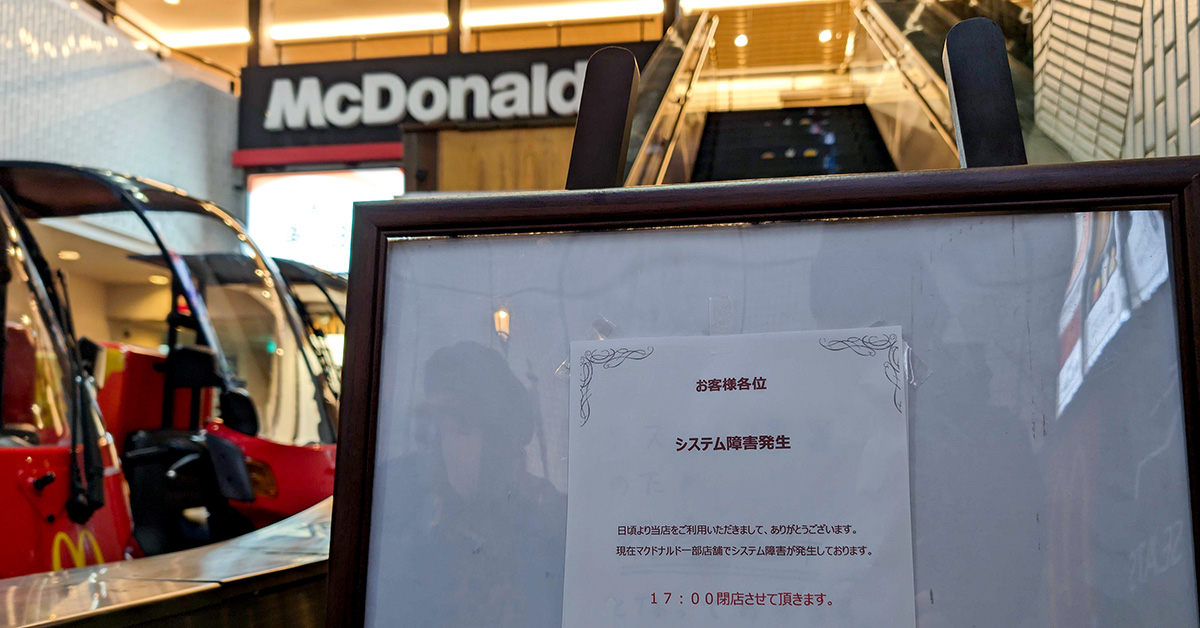 McDonald
お客様各位
システム障害発生
日頃より当店をご利用いただきまして、ありがとうございます。
現在マクドナルド一部店舗でシステム障害が発生しております。
17：00閉店させて頂きます。
SEATS